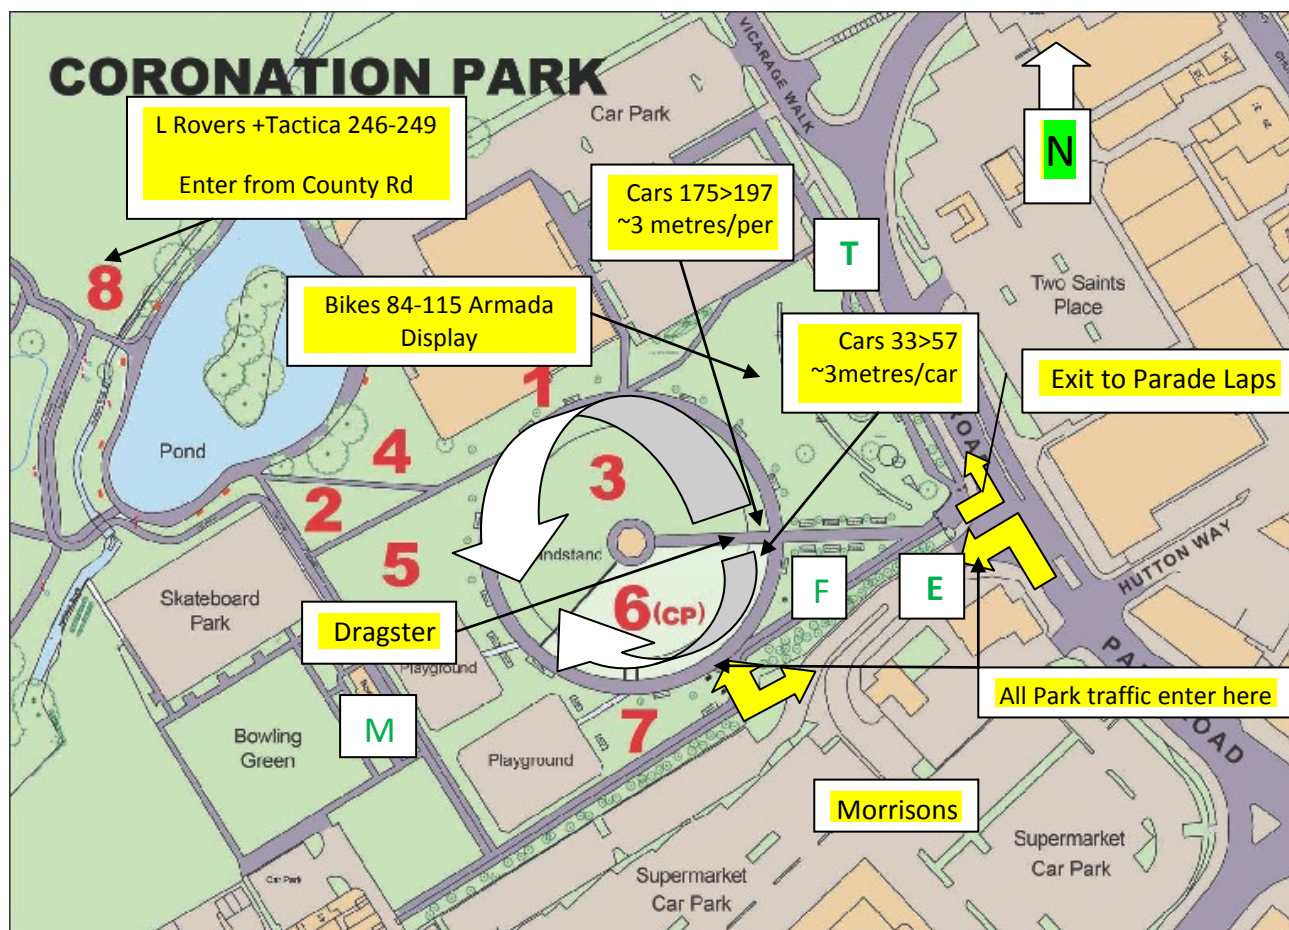 CORONATION PARK
L Rovers +Tactica 246-249
Enter from County Rd
Car Park
VICARAGE WALK
N
Cars 175>197
~3 metres/per
T
Two Saints
Place
8
Bikes 84-115 Armada
Display
Cars 33>57
~3metres/car
Exit to Parade Laps
1
ROAD
Pond
4
3
2
5
ndstand
HUTTON WAY
Skateboard
Park
6(CP)
F
E
Dragster
Playground
PARK ROAD
All Park traffic enter here
M
7
Bowling
Green
Playground
Morrisons
Supermarket
Car Park
Supermarket
Car Park
Car Park